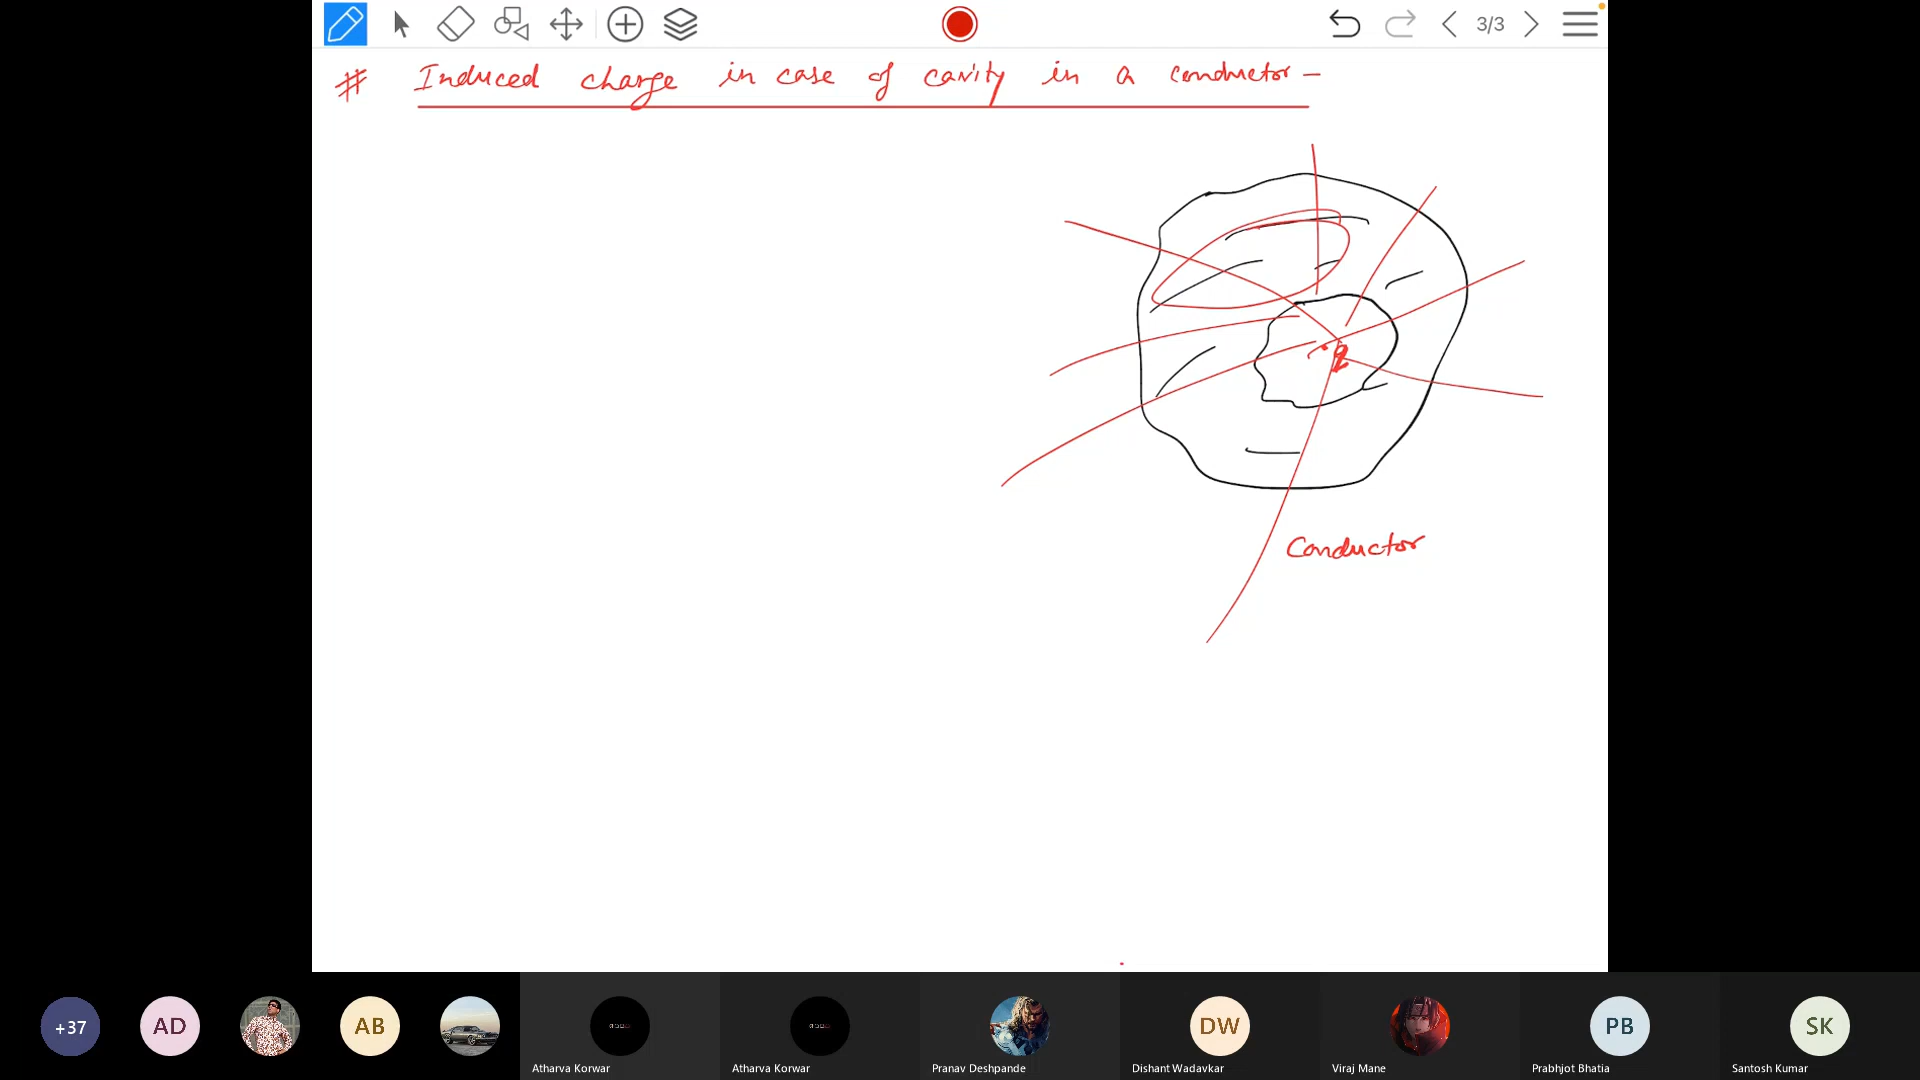 3/3
# Induced charge in case of cavity in a conductor -
q
Conductor
+37
AD
AB
DW
PB
SK
Atharva Korwar
Atharva Korwar
Pranav Deshpande
Dishant Wadavkar
Viraj Mane
Prabhjot Bhatia
Santosh Kumar